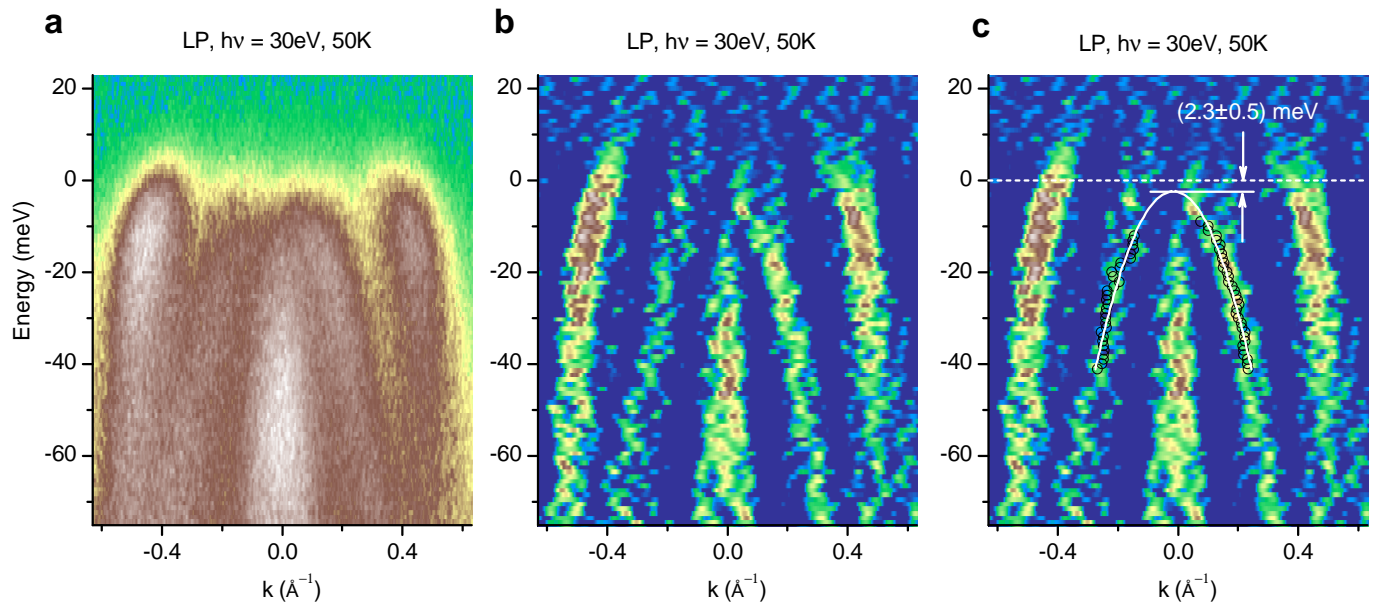 a
LP, hν = 30eV, 50K
20
0
-20
-40
-60
Energy (meV)
-0.4 0.0 0.4
k (Å⁻¹)
b
LP, hν = 30eV, 50K
20
0
-20
-40
-60
-0.4 0.0 0.4
k (Å⁻¹)
c
LP, hν = 30eV, 50K
(2.3±0.5) meV
20
0
-20
-40
-60
-0.4 0.0 0.4
k (Å⁻¹)